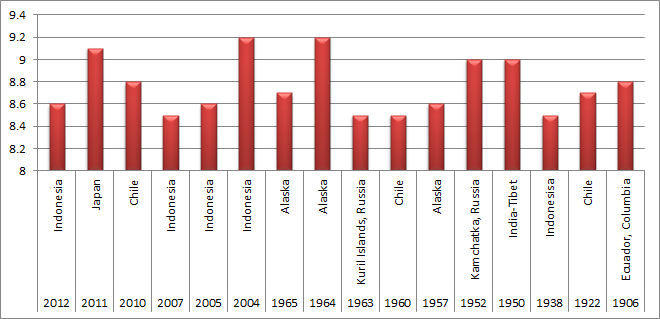 9.4
9.2
9
8.8
8.6
8.4
8.2
8
Indonesia
Japan
Chile
Indonesia
Indonesia
Indonesia
Alaska
Alaska
Kuril Islands, Russia
Chile
Alaska
Kamchatka, Russia
India-Tibet
Indonesisa
Chile
Ecuador, Columbia
2012 2011 2010 2007 2005 2004 1965 1964 1963 1960 1957 1952 1950 1938 1922 1906